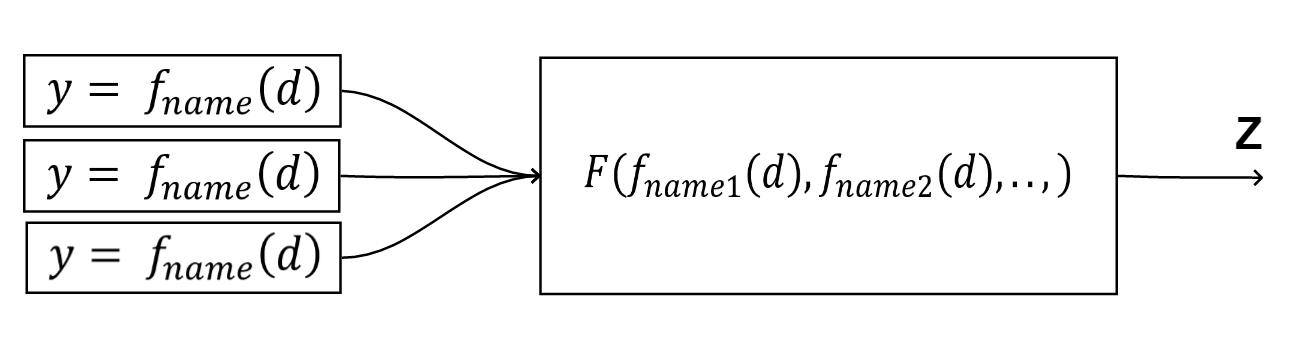 y = f_name(d)
y = f_name(d)
y = f_name(d)
F(f_name1(d), f_name2(d),..,)
Z